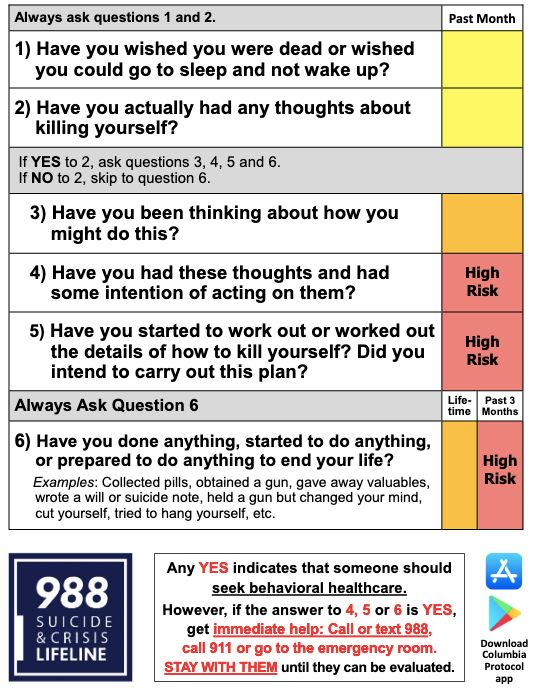 Always ask questions 1 and 2.
Past Month
1) Have you wished you were dead or wished
you could go to sleep and not wake up?
2) Have you actually had any thoughts about
killing yourself?
If YES to 2, ask questions 3, 4, 5 and 6.
If NO to 2, skip to question 6.
3) Have you been thinking about how you
might do this?
4) Have you had these thoughts and had
some intention of acting on them?
High
Risk
5) Have you started to work out or worked out
the details of how to kill yourself? Did you
intend to carry out this plan?
High
Risk
Always Ask Question 6
Life-
time
Past 3
Months
6) Have you done anything, started to do anything,
or prepared to do anything to end your life?
Examples: Collected pills, obtained a gun, gave away valuables,
wrote a will or suicide note, held a gun but changed your mind,
cut yourself, tried to hang yourself, etc.
High
Risk
988
SUICIDE
& CRISIS
LIFELINE
Any YES indicates that someone should
seek behavioral healthcare.
However, if the answer to 4, 5 or 6 is YES,
get immediate help: Call or text 988,
call 911 or go to the emergency room.
STAY WITH THEM until they can be evaluated.
Download
Columbia
Protocol
app